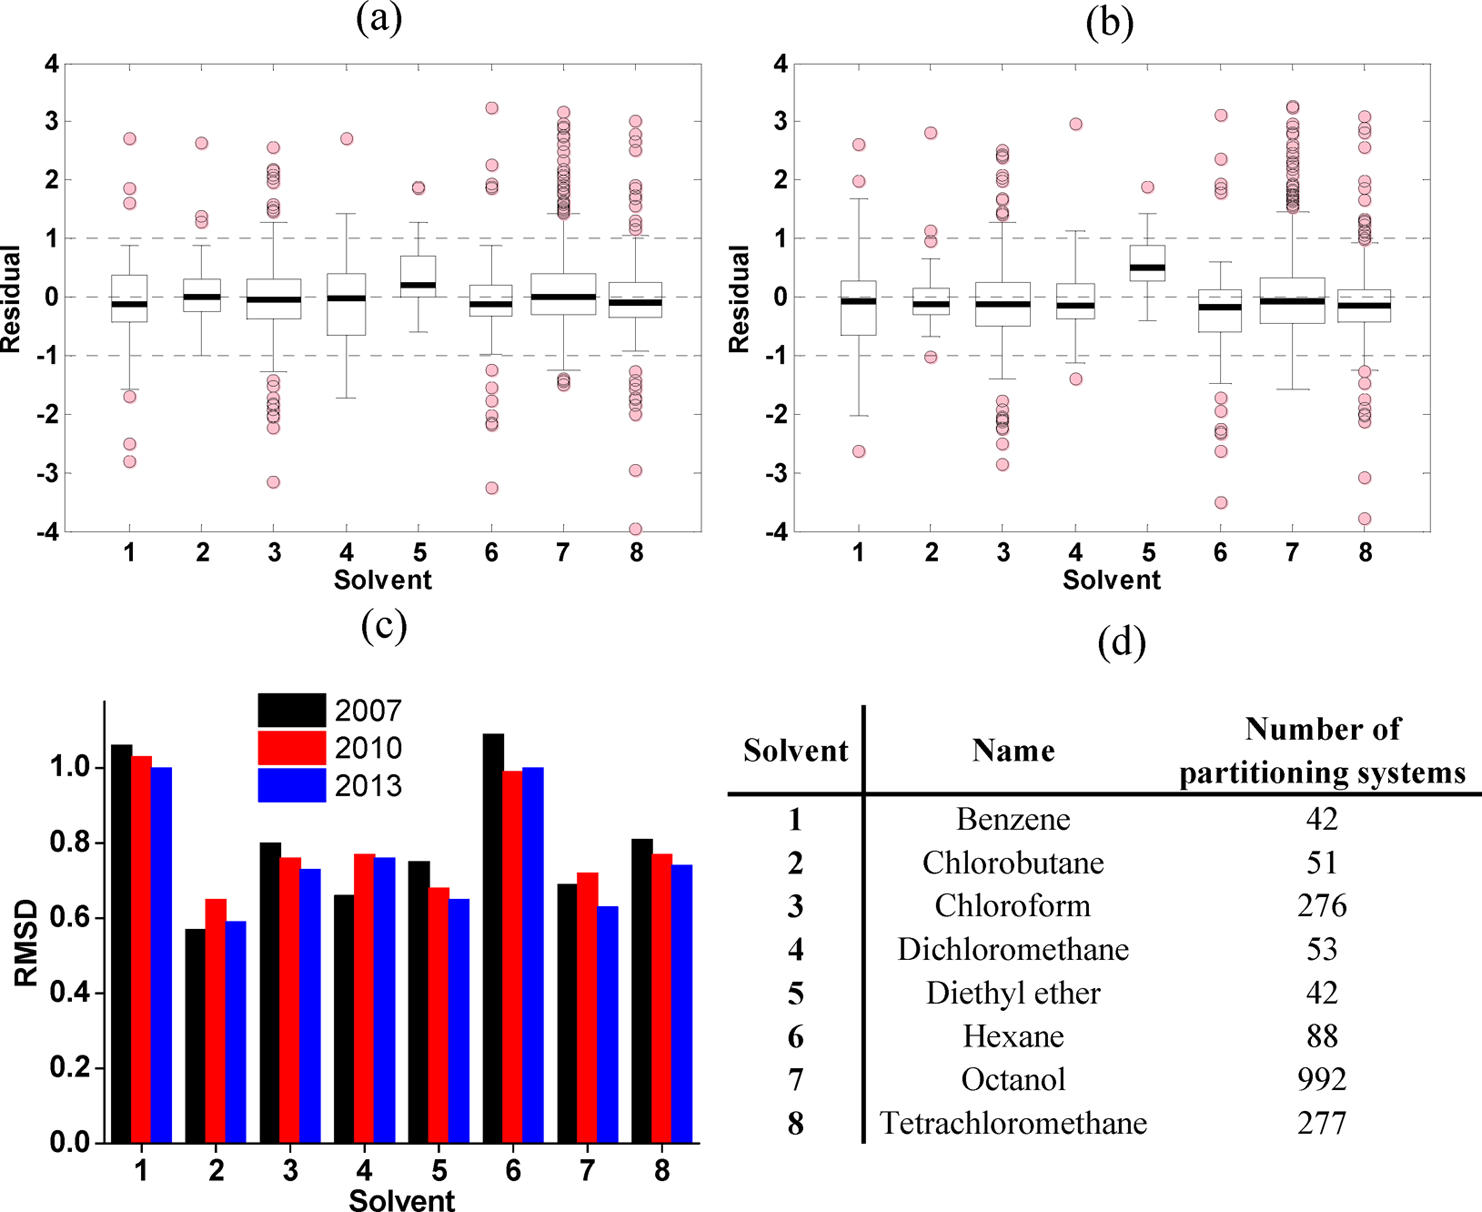 (a)
4
3
2
1
0
-1
-2
-3
-4
Residual
1 2 3 4 5 6 7 8
Solvent
(b)
4
3
2
1
0
-1
-2
-3
-4
Residual
1 2 3 4 5 6 7 8
Solvent
(c)
2007
2010
2013
1.0
0.8
0.6
0.4
0.2
0.0
RMSD
1 2 3 4 5 6 7 8
Solvent
(d)
Solvent Name Number of
partitioning systems
1 Benzene 42
2 Chlorobutane 51
3 Chloroform 276
4 Dichloromethane 53
5 Diethyl ether 42
6 Hexane 88
7 Octanol 992
8 Tetrachloromethane 277